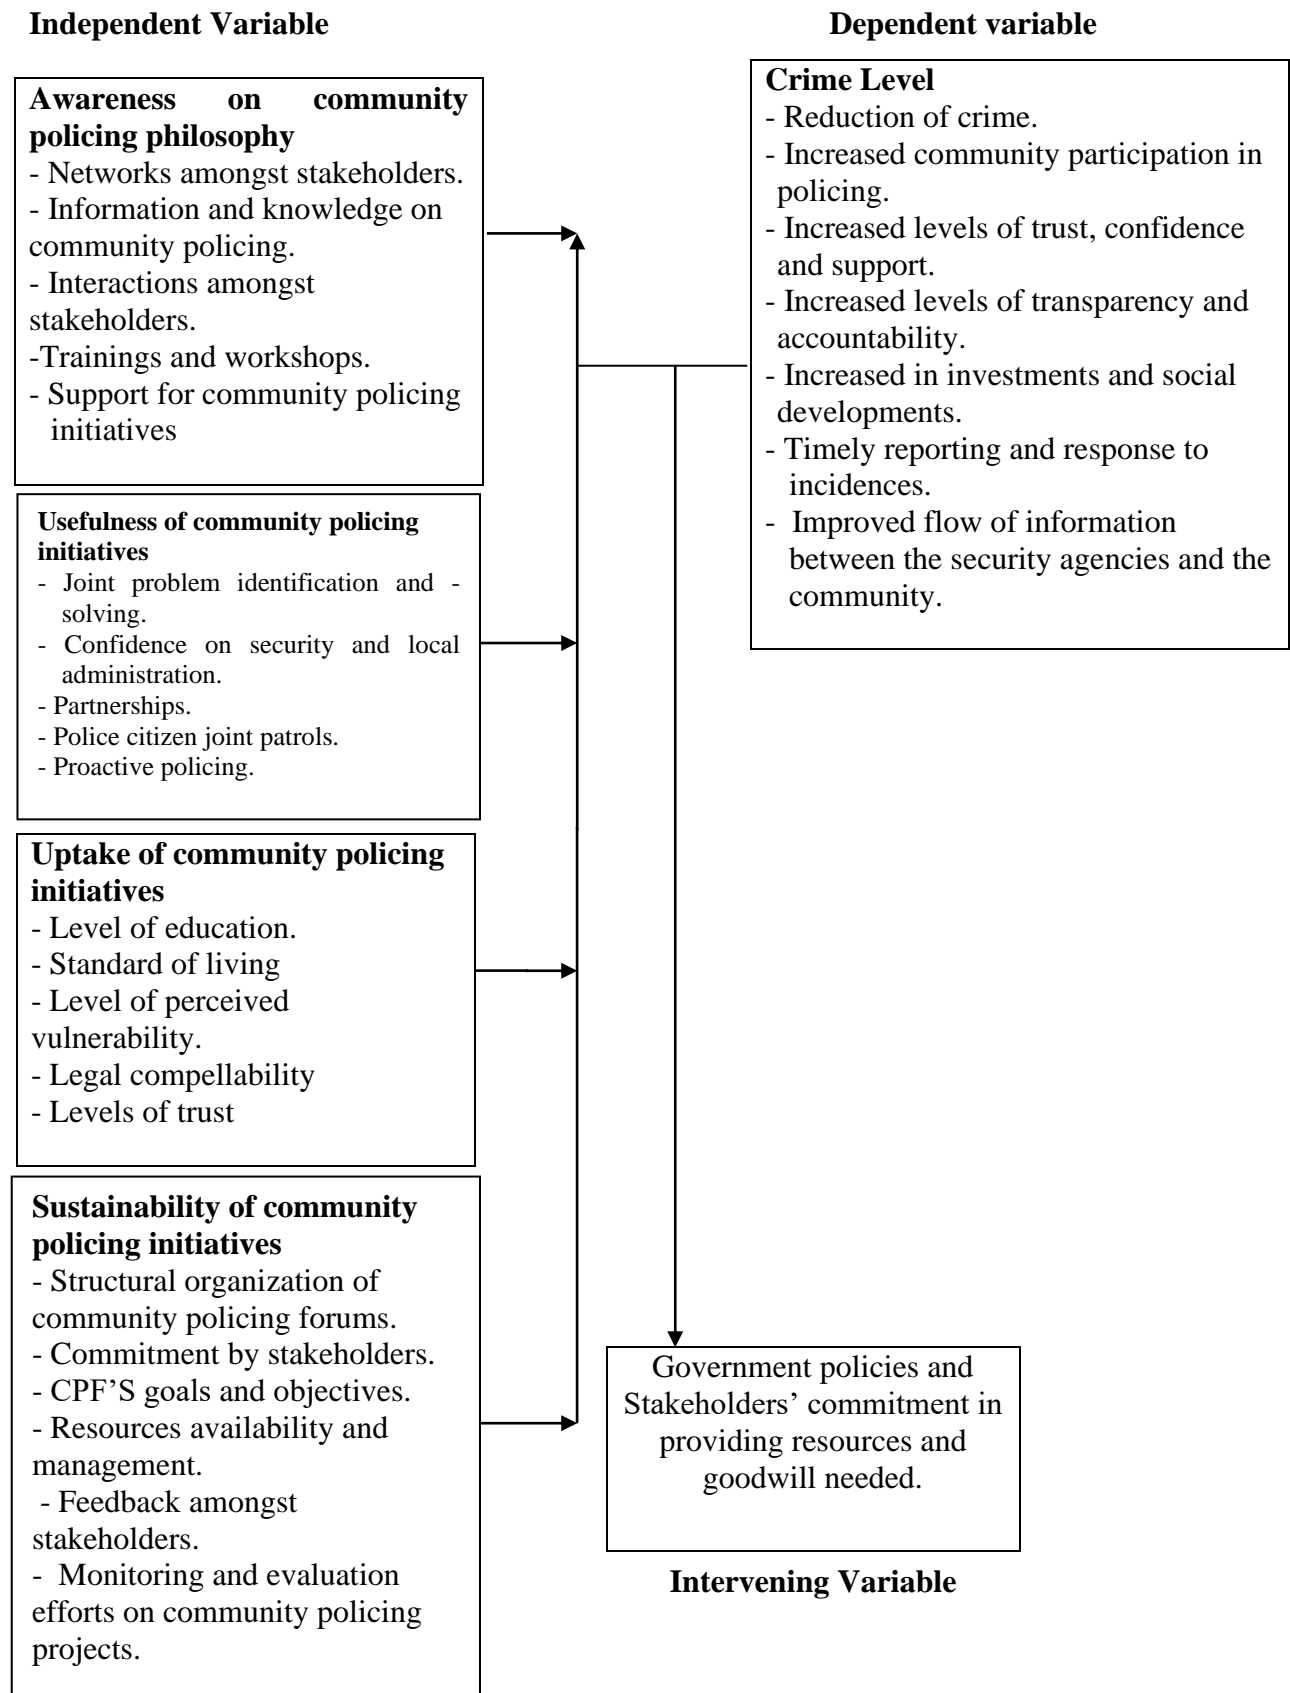 Independent Variable
Awareness on community
policing philosophy
- Networks amongst stakeholders.
- Information and knowledge on
community policing.
- Interactions amongst
stakeholders.
-Trainings and workshops.
- Support for community policing
initiatives
Usefulness of community policing
initiatives
- Joint problem identification and -
solving.
- Confidence on security and local
administration.
- Partnerships.
- Police citizen joint patrols.
- Proactive policing.
Uptake of community policing
initiatives
- Level of education.
- Standard of living
- Level of perceived
vulnerability.
- Legal compellability
- Levels of trust
Sustainability of community
policing initiatives
- Structural organization of
community policing forums.
- Commitment by stakeholders.
- CPF'S goals and objectives.
- Resources availability and
management.
- Feedback amongst
stakeholders.
- Monitoring and evaluation
efforts on community policing
projects.
Dependent variable
Crime Level
- Reduction of crime.
- Increased community participation in
policing.
- Increased levels of trust, confidence
and support.
- Increased levels of transparency and
accountability.
- Increased in investments and social
developments.
- Timely reporting and response to
incidences.
- Improved flow of information
between the security agencies and the
community.
Government policies and
Stakeholders' commitment in
providing resources and
goodwill needed.
Intervening Variable